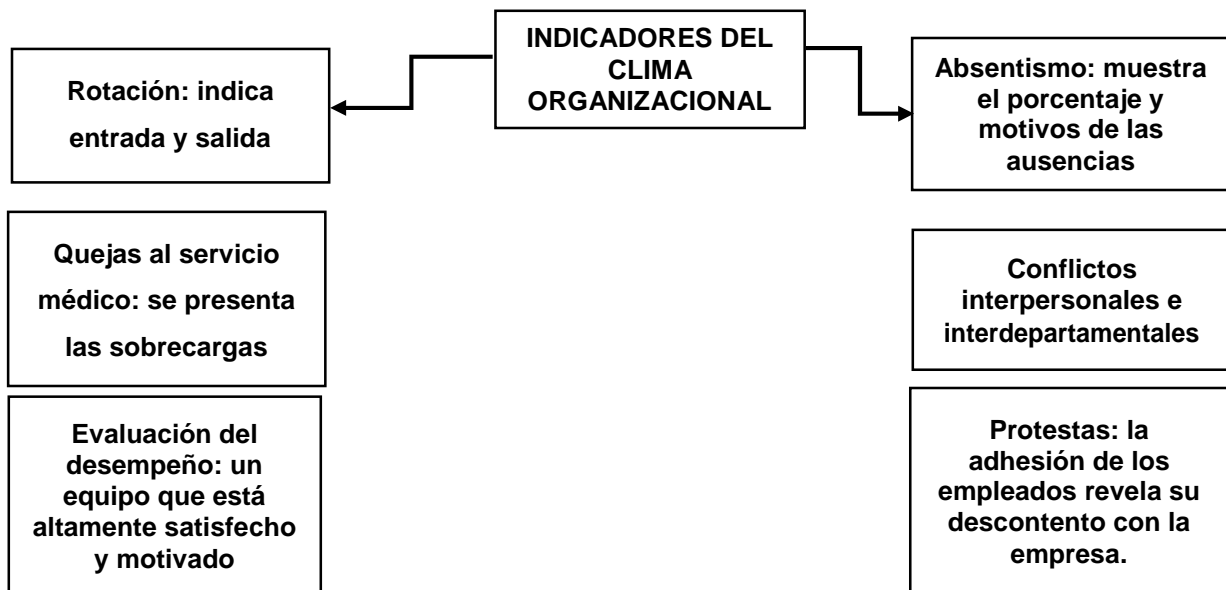 INDICADORES DEL
CLIMA
ORGANIZACIONAL
Rotación: indica
entrada y salida
Absentismo: muestra
el porcentaje y
motivos de las
ausencias
Quejas al servicio
médico: se presenta
las sobrecargas
Conflictos
interpersonales e
interdepartamentales
Evaluación del
desempeño: un
equipo que está
altamente satisfecho
y motivado
Protestas: la
adhesión de los
empleados revela su
descontento con la
empresa.